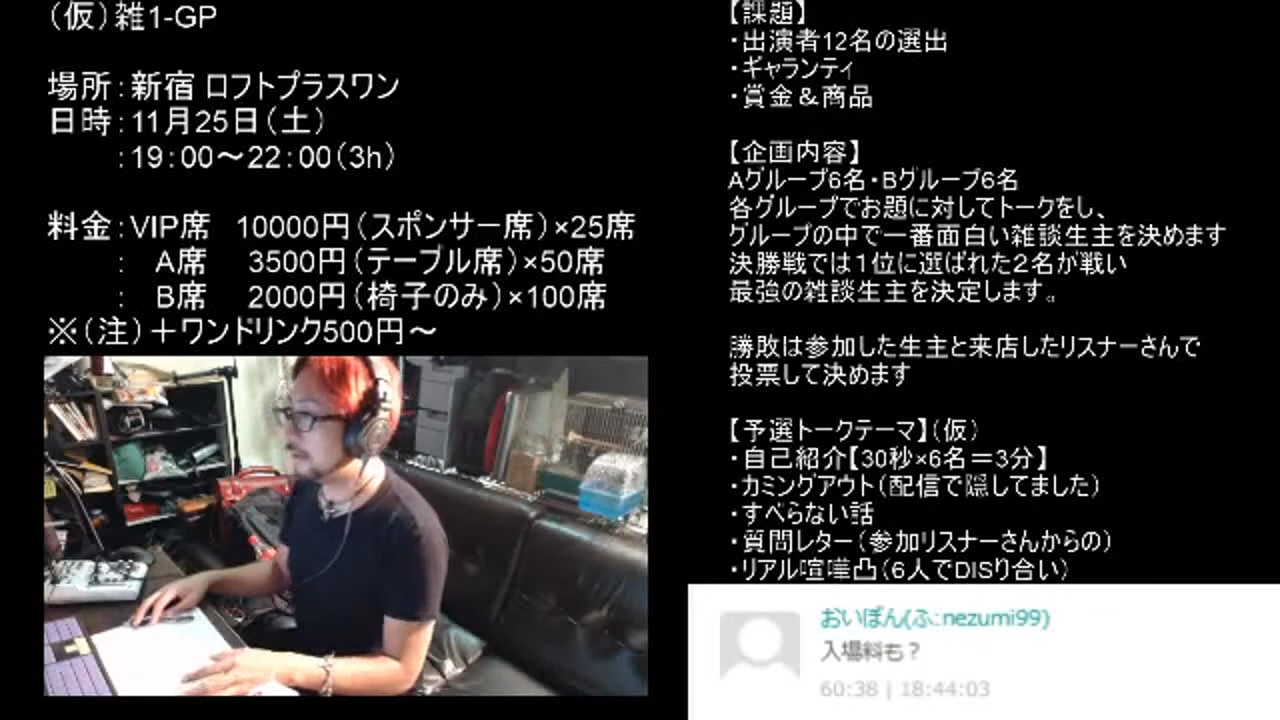 （仮）雑1-GP
場所：新宿 ロフトプラスワン
日時：11月25日（土）
：19：00～22：00（3h）
料金：VIP席 10000円（スポンサー席）×25席
： A席 3500円（テーブル席）×50席
： B席 2000円（椅子のみ）×100席
※（注）＋ワンドリンク500円～
【課題】
・出演者12名の選出
・ギャランティ
・賞金＆商品
【企画内容】
Aグループ6名・Bグループ6名
各グループでお題に対してトークをし、
グループの中で一番面白い雑談生主を決めます
決勝戦では１位に選ばれた２名が戦い
最強の雑談生主を決定します。
勝敗は参加した生主と来店したリスナーさんで
投票して決めます
【予選トークテーマ】（仮）
・自己紹介【30秒×6名＝3分】
・カミングアウト（配信で隠してました）
・すべらない話
・質問レター（参加リスナーさんからの）
・リアル喧嘩凸（6人でDISり合い）
おいぽん(ふ:nezumi99)
入場料も？
60:38 | 18:44:03